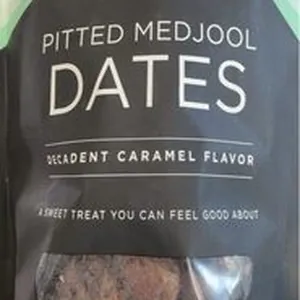 PITTED MEDJOOL
DATES
DECADENT CARAMEL FLAVOR
A SWEET TREAT YOU CAN FEEL GOOD ABOUT